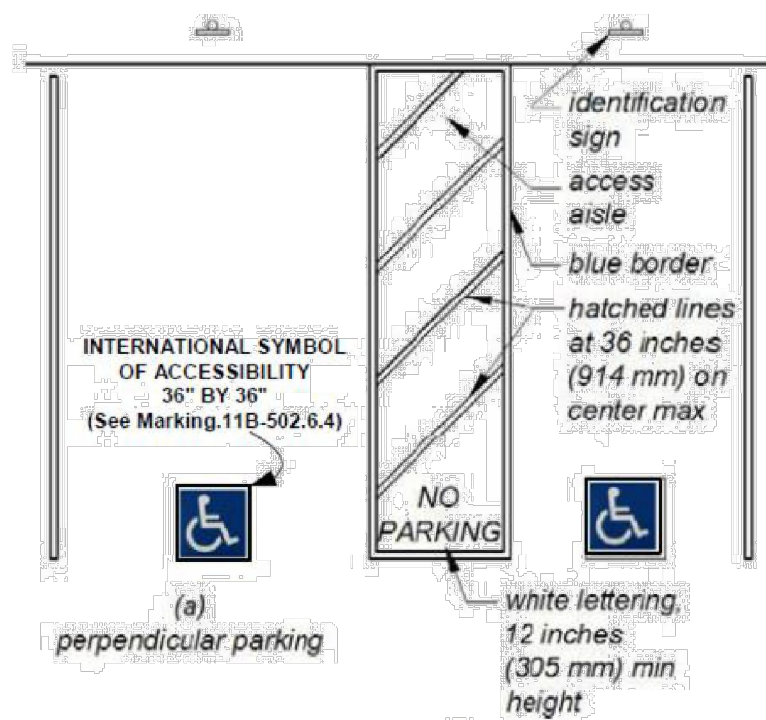 identification
sign
access
aisle
blue border
hatched lines
at 36 inches
(914 mm) on
center max
INTERNATIONAL SYMBOL
OF ACCESSIBILITY
36" BY 36"
(See Marking.11B-502.6.4)
NO
PARKING
(a)
perpendicular parking
white lettering,
12 inches
(305 mm) min
height